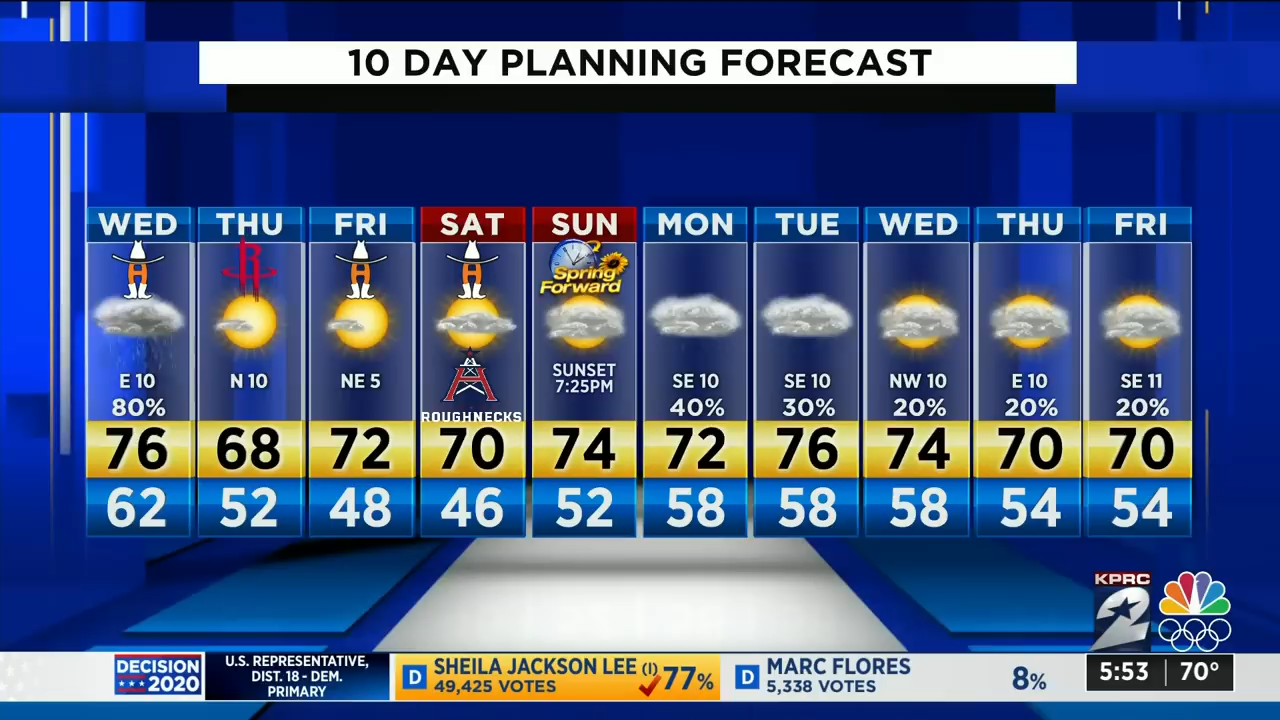 10 DAY PLANNING FORECAST
WED THU FRI SAT SUN MON TUE WED THU FRI
H R H H Spring Forward
E 10 N 10 NE 5 SUNSET 7:25PM SE 10 SE 10 NW 10 E 10 SE 11
80% ROUGHNECKS 40% 30% 20% 20% 20%
76 68 72 70 74 72 76 74 70 70
62 52 48 46 52 58 58 58 54 54
KPRC
2
DECISION
2020
U.S. REPRESENTATIVE,
DIST. 18 - DEM.
PRIMARY
D SHEILA JACKSON LEE (I) 77%
49,425 VOTES
D MARC FLORES 8%
5,338 VOTES
5:53 70°